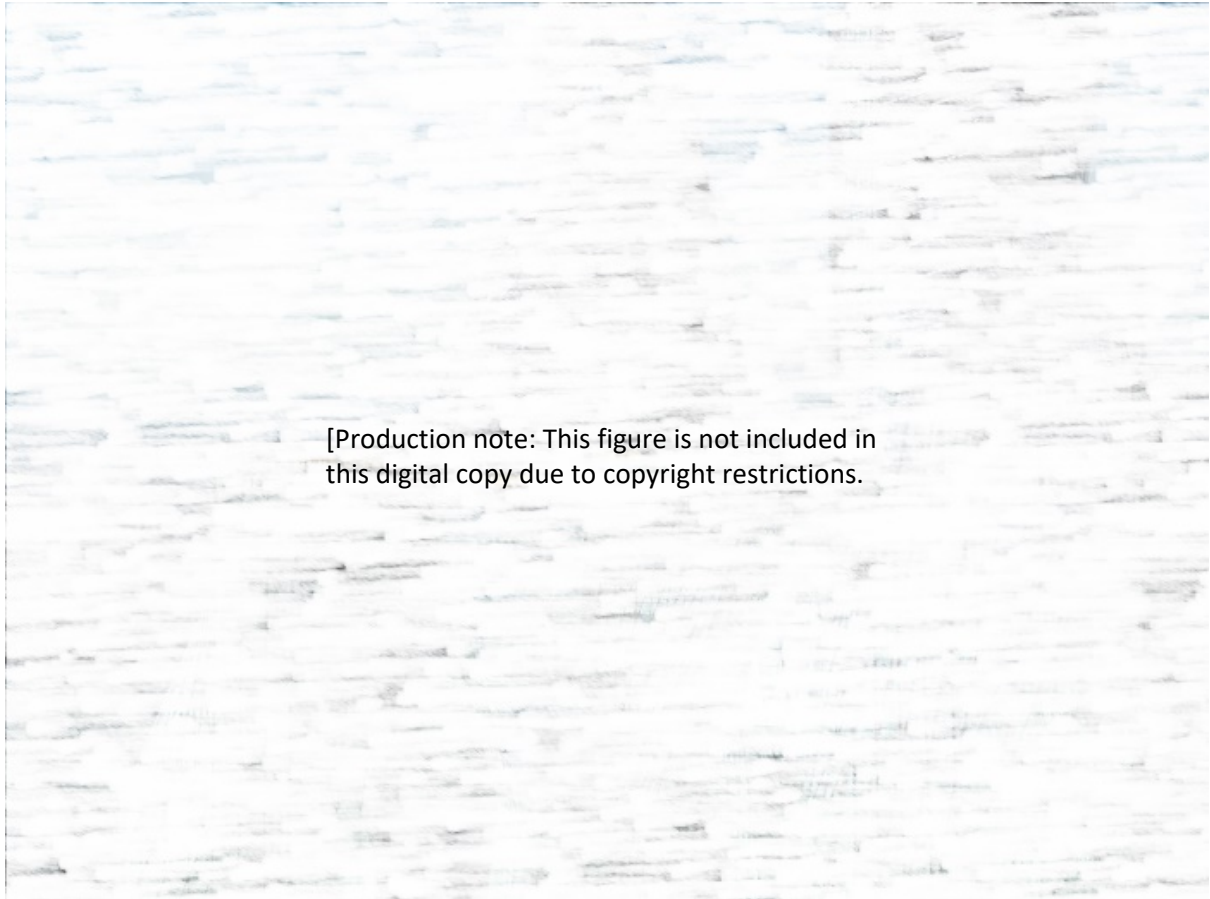 [Production note: This figure is not included in
this digital copy due to copyright restrictions.